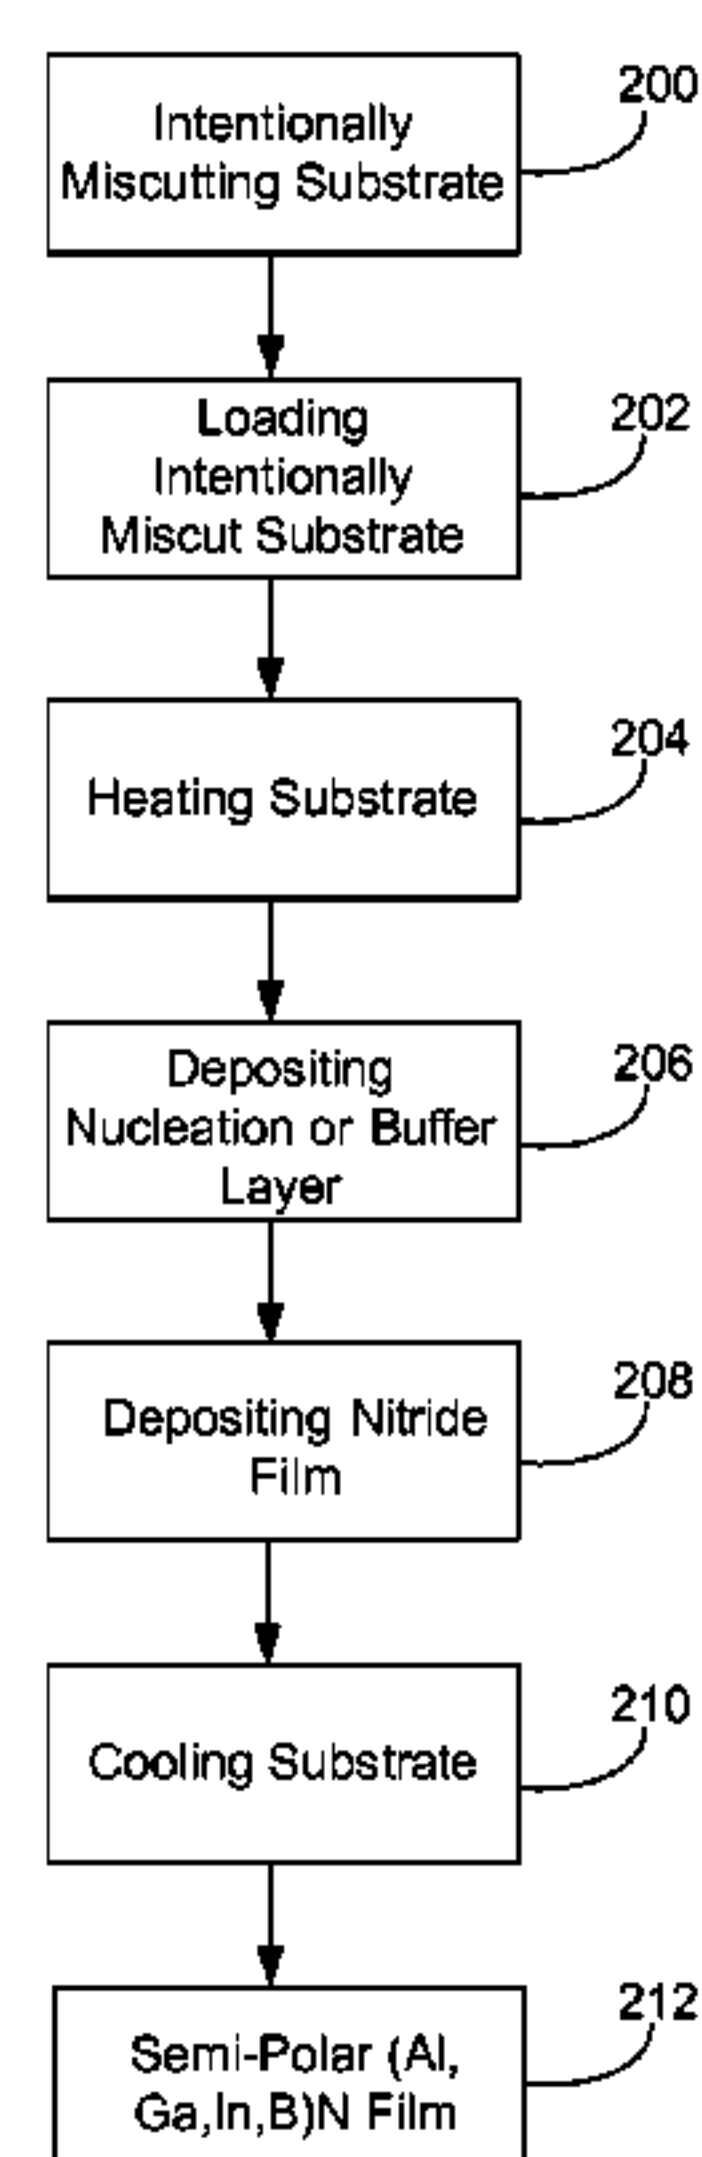 Intentionally
Miscutting Substrate
200
Loading
Intentionally
Miscut Substrate
202
Heating Substrate
204
Depositing
Nucleation or Buffer
Layer
206
Depositing Nitride
Film
208
Cooling Substrate
210
Semi-Polar (Al,
Ga,In,B)N Film
212